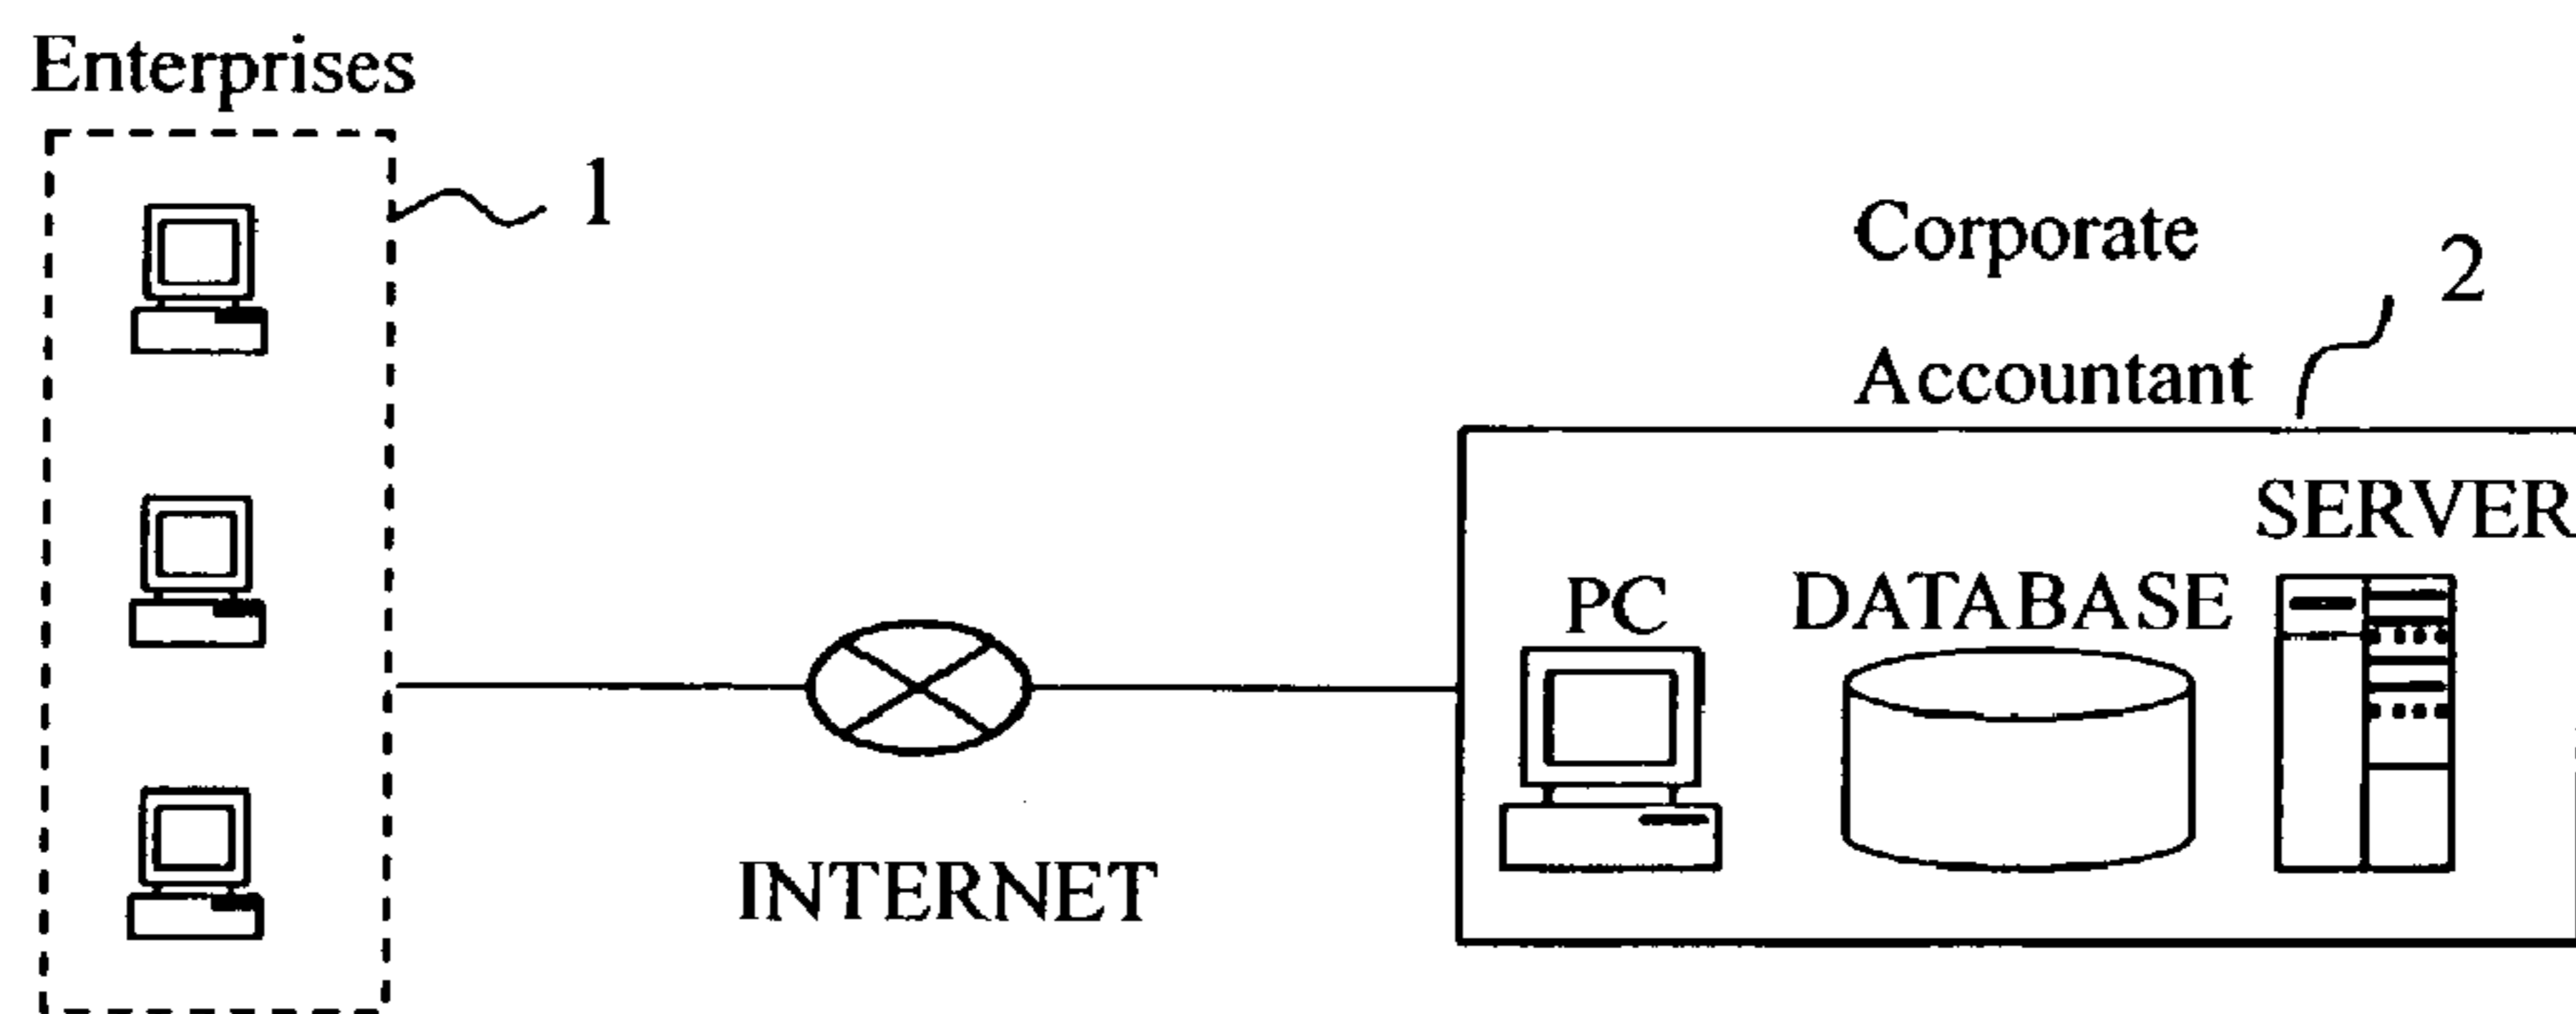 Enterprises
1
Corporate
2
Accountant
SERVER
PC
DATABASE
INTERNET